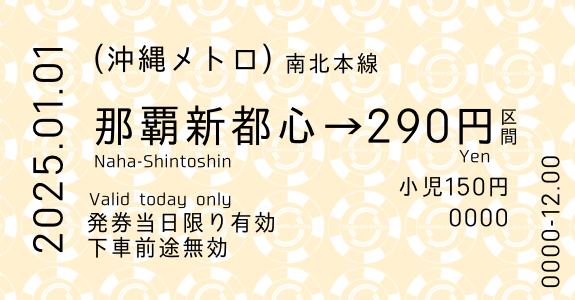 2025.01.01
(沖縄メトロ) 南北本線
那覇新都心→290円区間
Naha-Shintoshin
Yen
Valid today only
小児150円
発券当日限り有効
0000
下車前途無効
0000-12.00